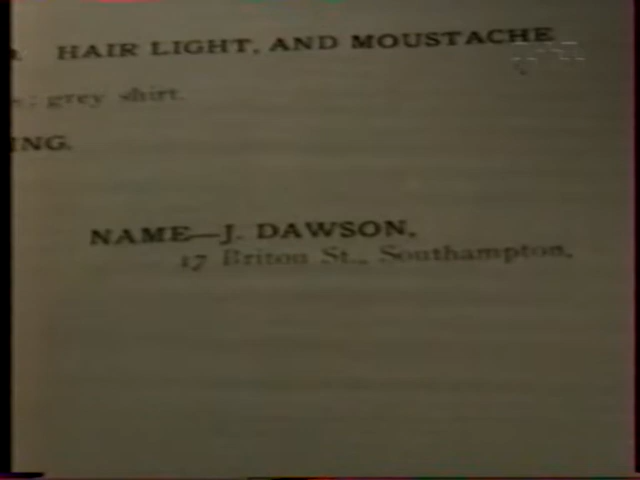 HAIR LIGHT, AND MOUSTACHE
; grey shirt.
ING.
NAME—J. DAWSON,
17 Briton St., Southampton,